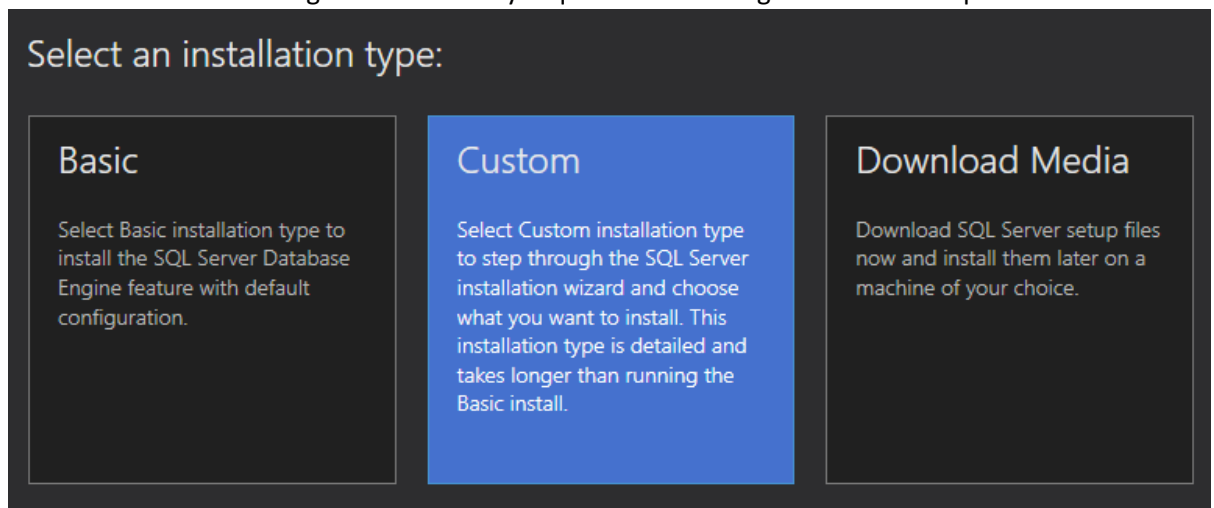 Select an installation type:
Basic
Select Basic installation type to
install the SQL Server Database
Engine feature with default
configuration.
Custom
Select Custom installation type
to step through the SQL Server
installation wizard and choose
what you want to install. This
installation type is detailed and
takes longer than running the
Basic install.
Download Media
Download SQL Server setup files
now and install them later on a
machine of your choice.